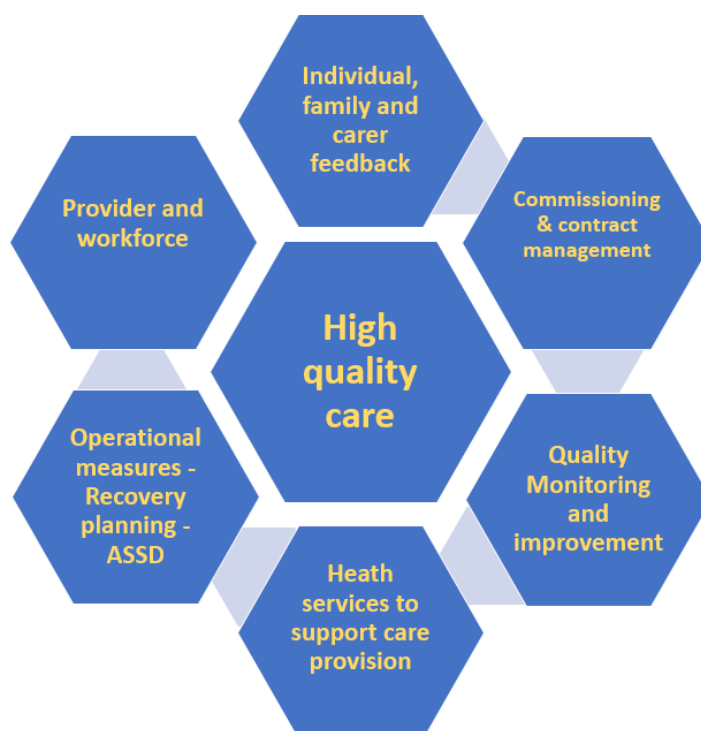 Individual,
family and
carer
feedback
Provider and
workforce
Commissioning
& contract
management
High
quality
care
Operational
measures -
Recovery
planning -
ASSD
Quality
Monitoring
and
improvement
Heath
services to
support care
provision